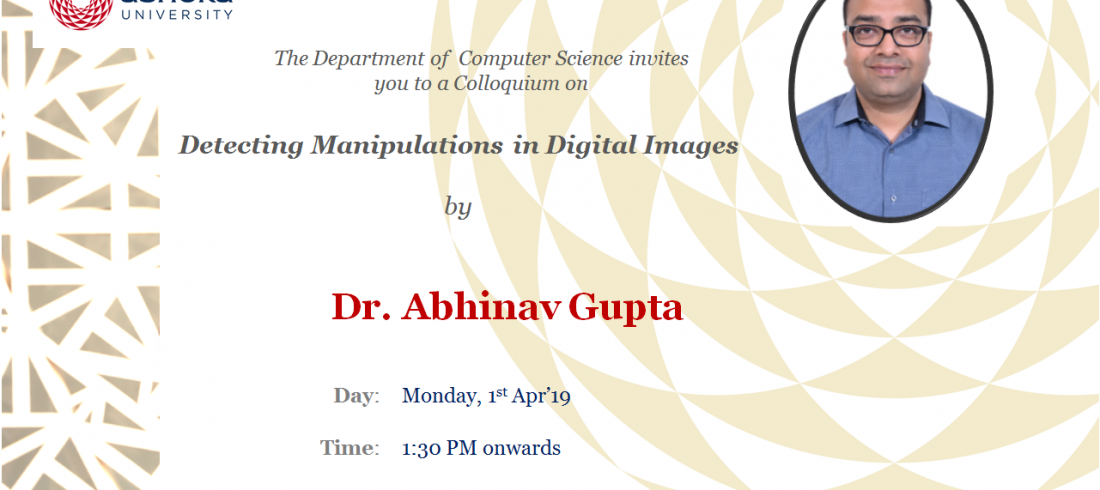 UNIVERSITY
The Department of Computer Science invites
you to a Colloquium on
Detecting Manipulations in Digital Images
by
Dr. Abhinav Gupta
Day: Monday, 1st Apr'19
Time: 1:30 PM onwards